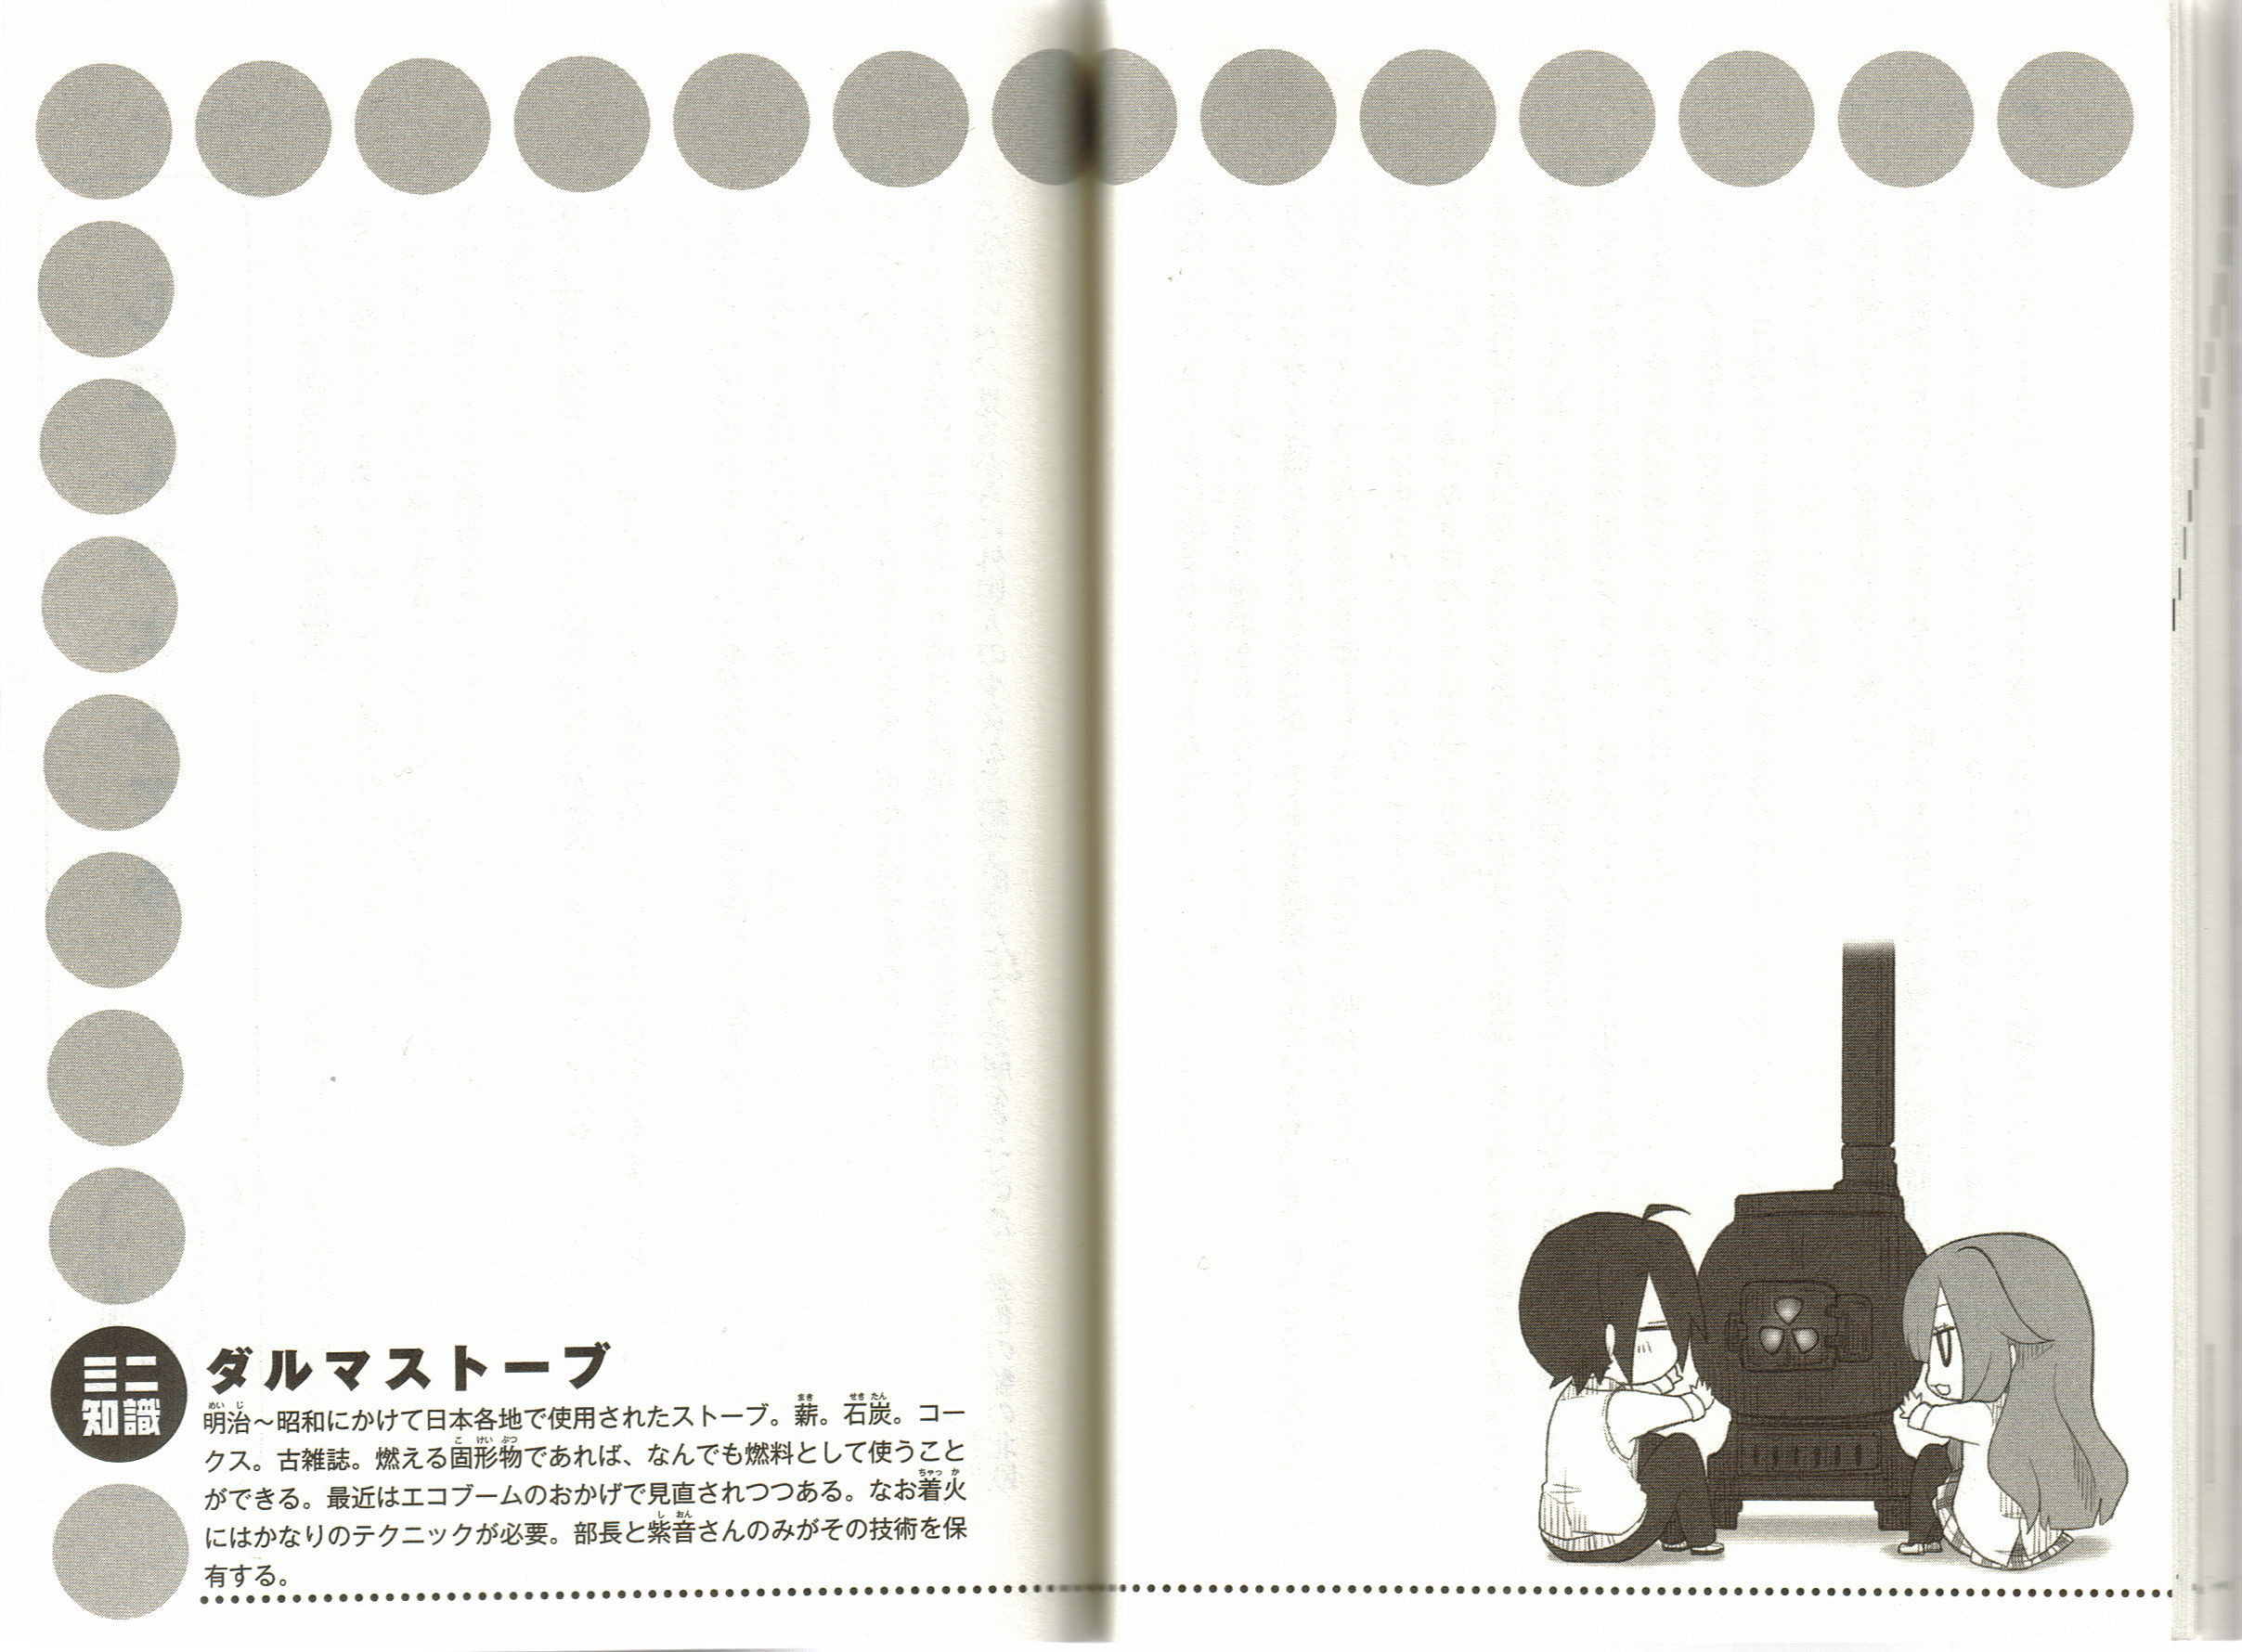 ミニ
知識
ダルマストーブ
明治～昭和にかけて日本各地で使用されたストーブ。薪。石炭。コー
クス。古雑誌。燃える固形物であれば、なんでも燃料として使うこと
ができる。最近はエコブームのおかげで見直されつつある。なお着火
にはかなりのテクニックが必要。部長と紫音さんのみがその技術を保
有する。